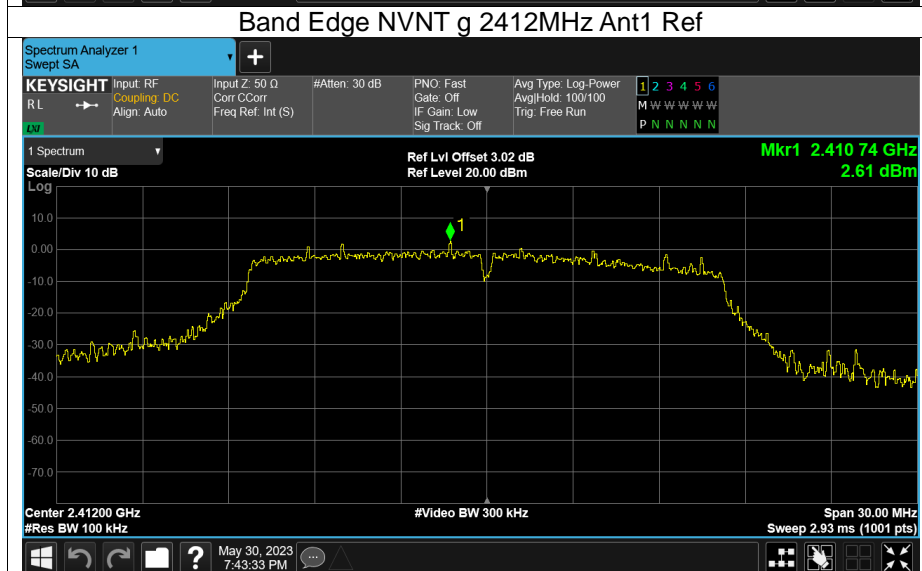 Band Edge NVNT g 2412MHz Ant1 Ref
Spectrum Analyzer 1
Swept SA
+
KEYSIGHT
R L
LXI
Input: RF
Coupling: DC
Align: Auto
Input Z: 50 Ω
Corr CCorr
Freq Ref: Int (S)
#Atten: 30 dB
PNO: Fast
Gate: Off
IF Gain: Low
Sig Track: Off
Avg Type: Log-Power
Avg|Hold: 100/100
Trig: Free Run
1 2 3 4 5 6
M W W W W W
P N N N N N
1 Spectrum
Scale/Div 10 dB
Ref Lvl Offset 3.02 dB
Ref Level 20.00 dBm
Mkr1 2.410 74 GHz
2.61 dBm
Log
10.0
0.00
-10.0
-20.0
-30.0
-40.0
-50.0
-60.0
-70.0
1
Center 2.41200 GHz
#Res BW 100 kHz
#Video BW 300 kHz
Span 30.00 MHz
Sweep 2.93 ms (1001 pts)
?
May 30, 2023
7:43:33 PM